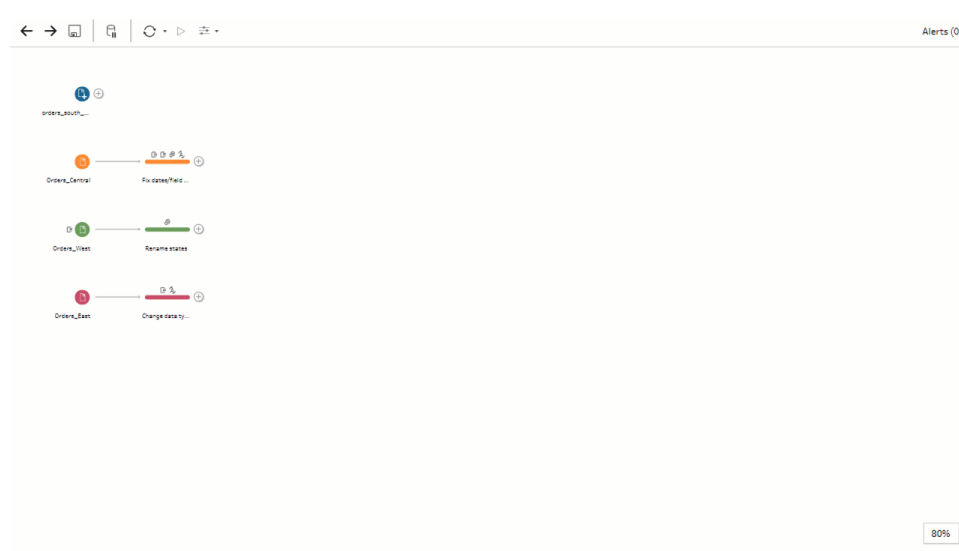 Alerts (0
orders_south_...
Orders_Central
Fix dates/field ...
Orders_West
Rename states
Orders_East
Change data ty...
80%